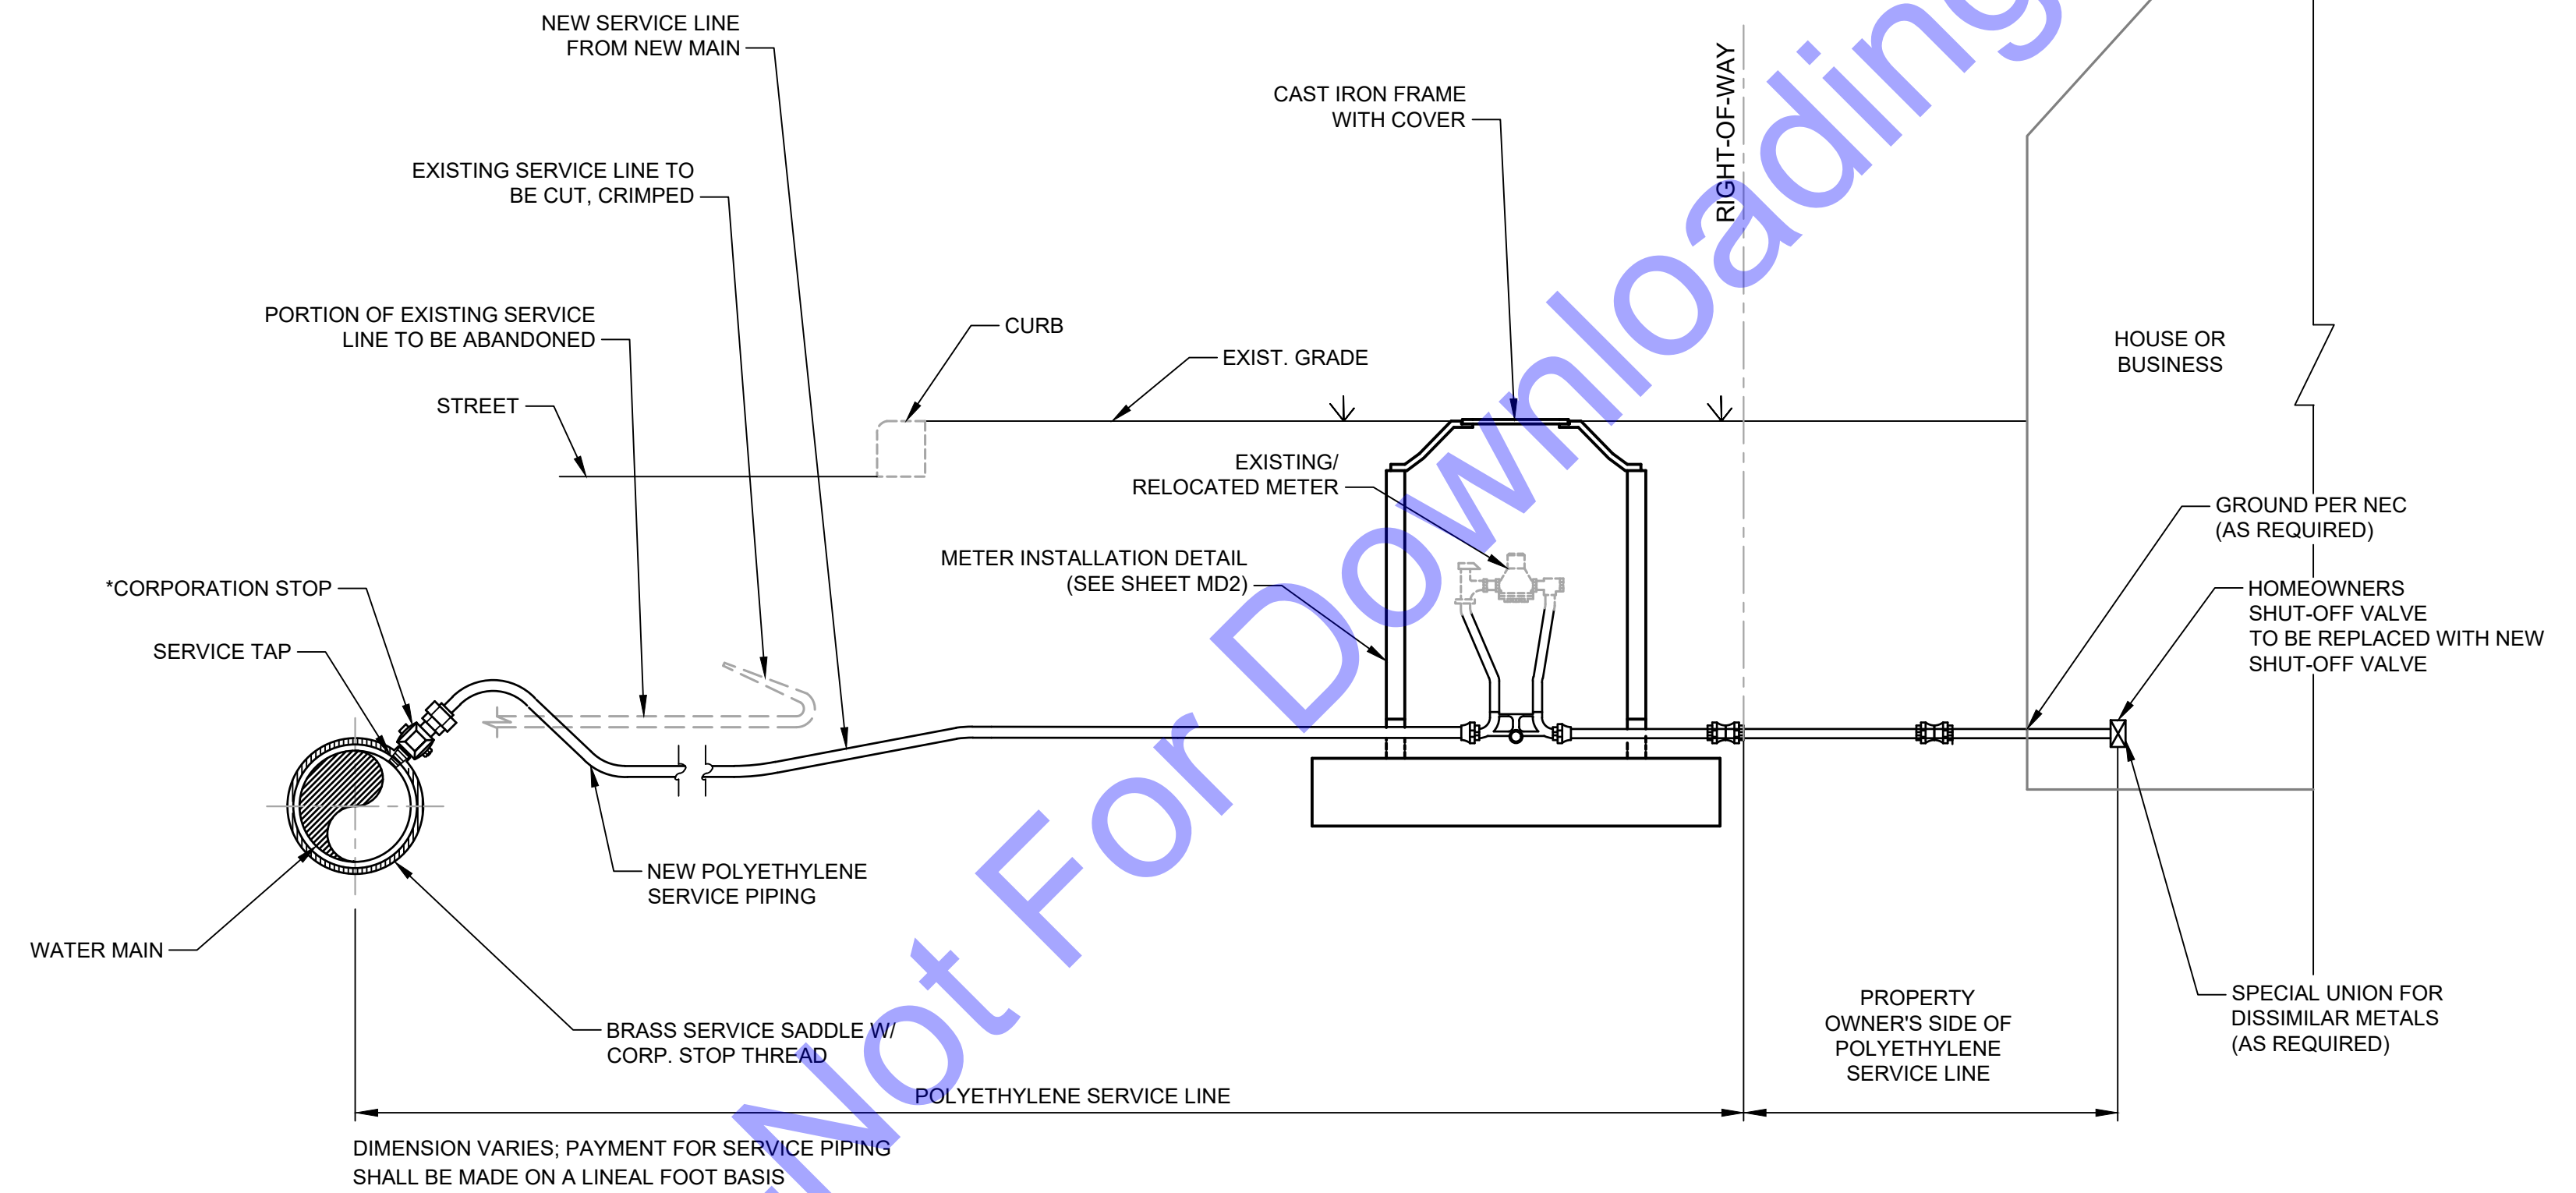 NEW SERVICE LINE
FROM NEW MAIN
CAST IRON FRAME
WITH COVER
RIGHT-OF-WAY
EXISTING SERVICE LINE TO
BE CUT, CRIMPED
PORTION OF EXISTING SERVICE
LINE TO BE ABANDONED
CURB
EXIST. GRADE
HOUSE OR
BUSINESS
STREET
EXISTING/
RELOCATED METER
GROUND PER NEC
(AS REQUIRED)
METER INSTALLATION DETAIL
(SEE SHEET MD2)
*CORPORATION STOP
HOMEOWNERS
SHUT-OFF VALVE
TO BE REPLACED WITH NEW
SHUT-OFF VALVE
SERVICE TAP
NEW POLYETHYLENE
SERVICE PIPING
WATER MAIN
BRASS SERVICE SADDLE W/
CORP. STOP THREAD
PROPERTY
OWNER'S SIDE OF
POLYETHYLENE
SERVICE LINE
SPECIAL UNION FOR
DISSIMILAR METALS
(AS REQUIRED)
POLYETHYLENE SERVICE LINE
DIMENSION VARIES; PAYMENT FOR SERVICE PIPING
SHALL BE MADE ON A LINEAL FOOT BASIS
Not For Downloading